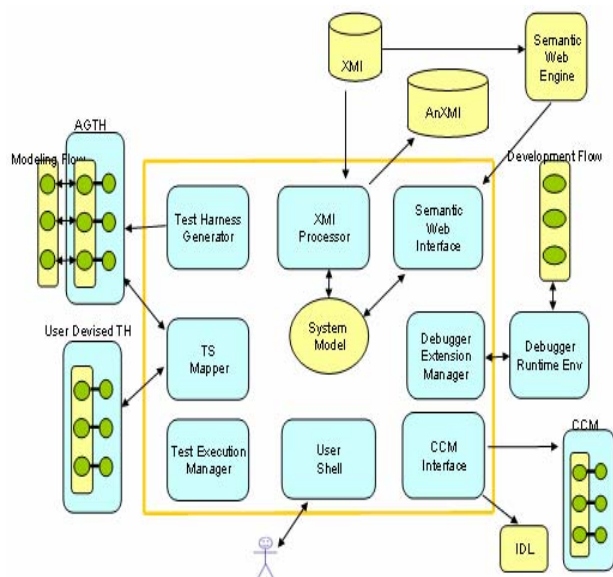 XMI
Semantic
Web
Engine
AnXMI
AGTH
Modeling Flow
Development Flow
Test Harness
Generator
XMI
Processor
Semantic
Web
Interface
System
Model
User Devised TH
TS
Mapper
Debugger
Extension
Manager
Debugger
Runtime Env
Test Execution
Manager
User
Shell
CCM
Interface
CCM
IDL